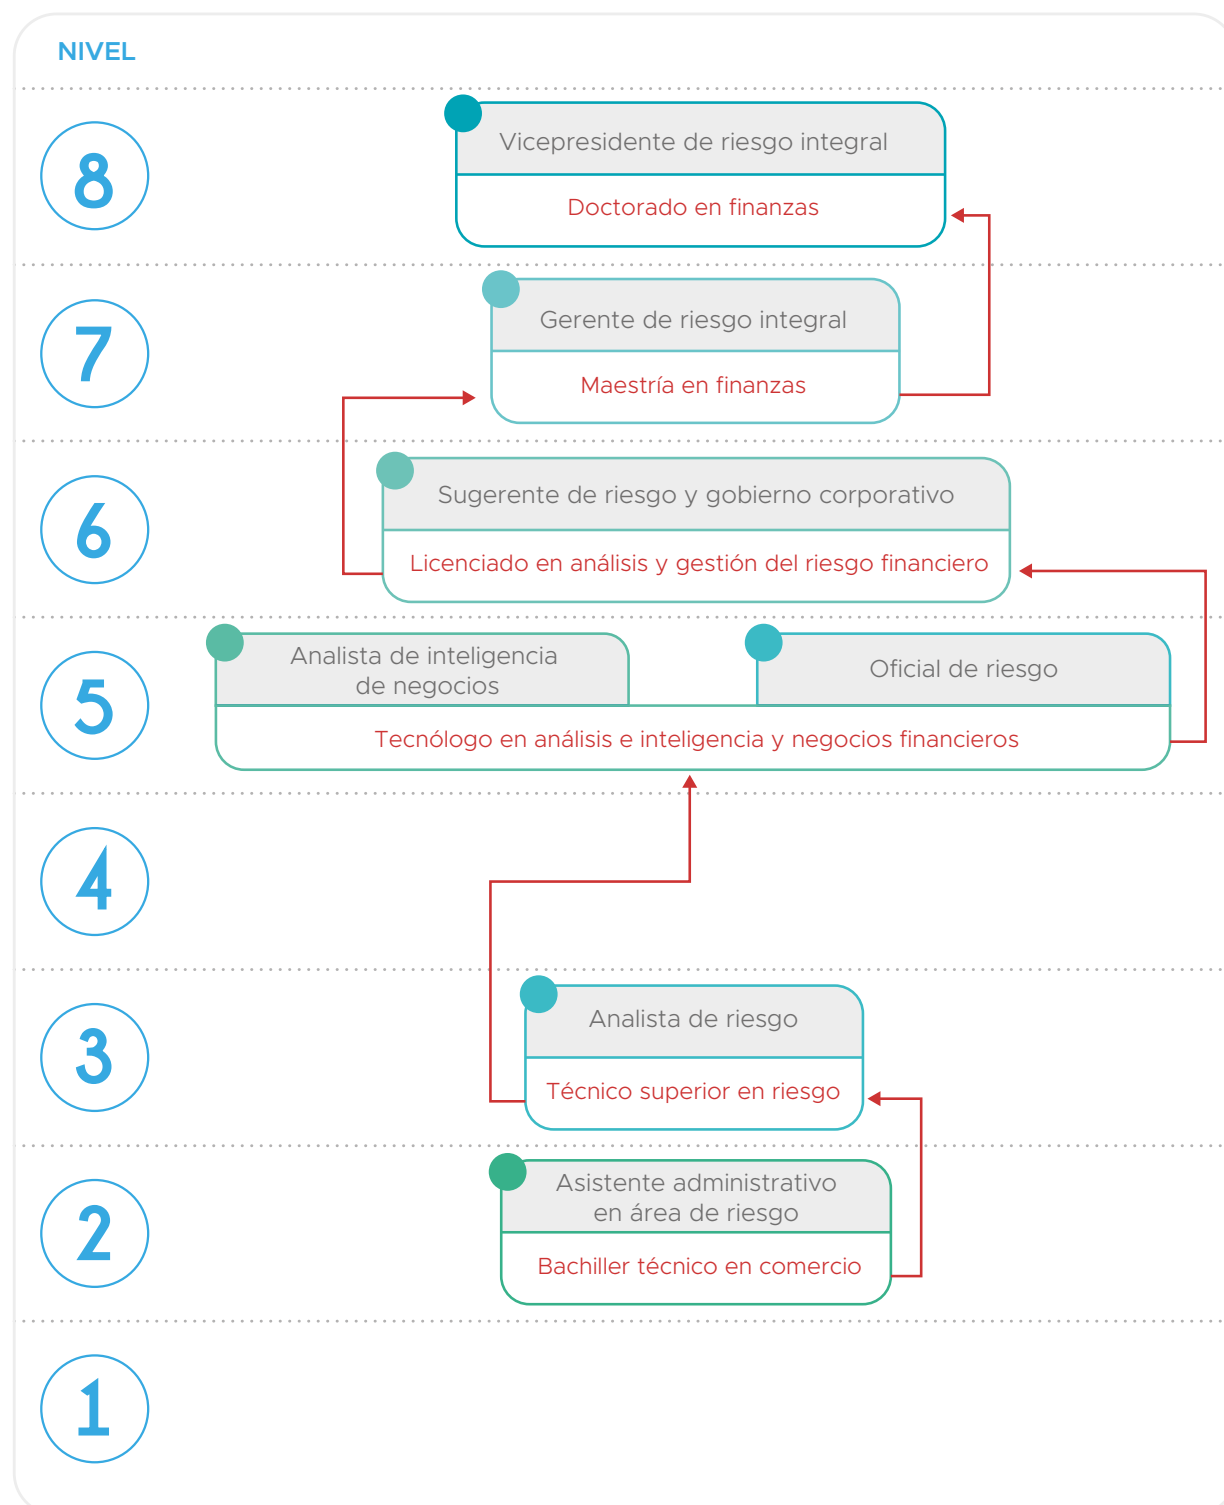 NIVEL
8
Vicepresidente de riesgo integral
Doctorado en finanzas
7
Gerente de riesgo integral
Maestría en finanzas
6
Sugerente de riesgo y gobierno corporativo
Licenciado en análisis y gestión del riesgo financiero
5
Analista de inteligencia
de negocios
Oficial de riesgo
Tecnólogo en análisis e inteligencia y negocios financieros
4
3
Analista de riesgo
Técnico superior en riesgo
2
Asistente administrativo
en área de riesgo
Bachiller técnico en comercio
1